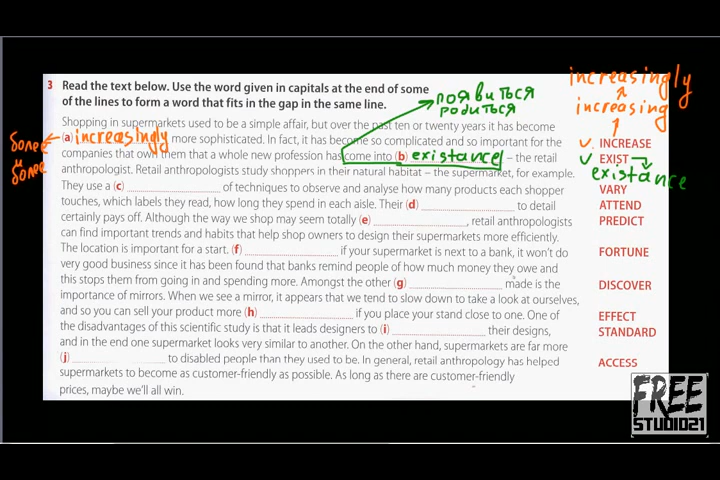 increasingly
3 Read the text below. Use the word given in capitals at the end of some
of the lines to form a word that fits in the gap in the same line.
появиться
родиться
increasing
Shopping in supermarkets used to be a simple affair, but over the past ten or twenty years it has become
более и более
(a) increasingly more sophisticated. In fact, it has become so complicated and so important for the INCREASE
companies that own them that a whole new profession has come into (b) existance – the retail EXIST
existance
anthropologist. Retail anthropologists study shoppers in their natural habitat – the supermarket, for example.
They use a (c) of techniques to observe and analyse how many products each shopper VARY
touches, which labels they read, how long they spend in each aisle. Their (d) to detail ATTEND
certainly pays off. Although the way we shop may seem totally (e) , retail anthropologists PREDICT
can find important trends and habits that help shop owners to design their supermarkets more efficiently.
The location is important for a start. (f) if your supermarket is next to a bank, it won't do FORTUNE
very good business since it has been found that banks remind people of how much money they owe and
this stops them from going in and spending more. Amongst the other (g) made is the DISCOVER
importance of mirrors. When we see a mirror, it appears that we tend to slow down to take a look at ourselves,
and so you can sell your product more (h) if you place your stand close to one. One of EFFECT
the disadvantages of this scientific study is that it leads designers to (i) their designs, STANDARD
and in the end one supermarket looks very similar to another. On the other hand, supermarkets are far more
(j) to disabled people than they used to be. In general, retail anthropology has helped ACCESS
supermarkets to become as customer-friendly as possible. As long as there are customer-friendly
prices, maybe we'll all win.
FREE
STUDIO21